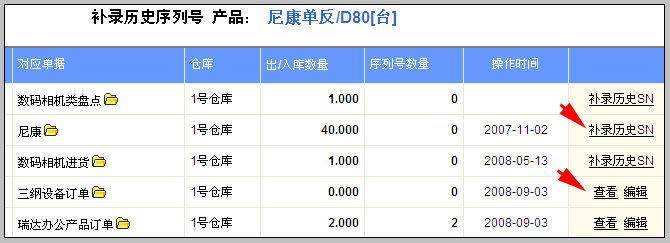 补录历史序列号 产品: 尼康单反/D80[台]
对应单据 仓库 出/入库数量 序列号数量 操作时间
数码相机类盘点 1号仓库 1.000 0 补录历史SN
尼康 1号仓库 40.000 0 2007-11-02 补录历史SN
数码相机进货 1号仓库 1.000 0 2008-05-13 补录历史SN
三纲设备订单 1号仓库 0.000 0 2008-09-03 查看 编辑
瑞达办公产品订单 1号仓库 2.000 2 2008-09-03 查看 编辑